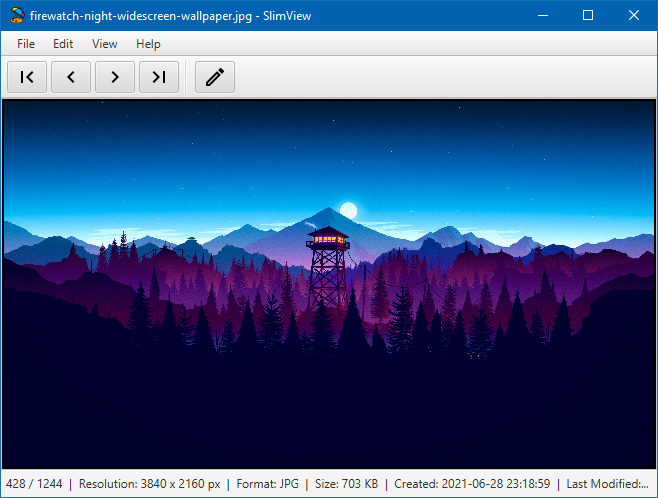 firewatch-night-widescreen-wallpaper.jpg - SlimView
File Edit View Help
428 / 1244 | Resolution: 3840 x 2160 px | Format: JPG | Size: 703 KB | Created: 2021-06-28 23:18:59 | Last Modified:...